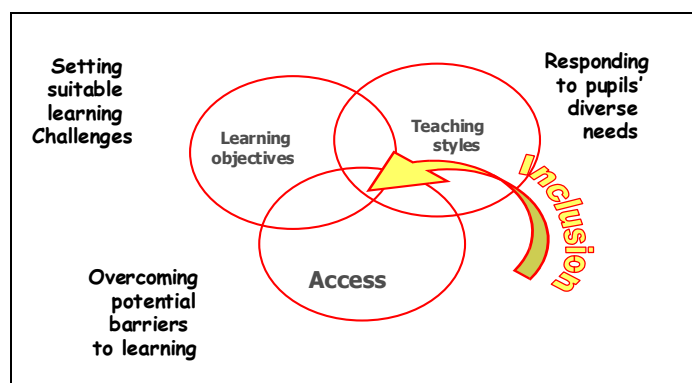 Setting
suitable
learning
Challenges
Learning
objectives
Teaching
styles
Responding
to pupils'
diverse
needs
Inclusion
Access
Overcoming
potential
barriers
to learning